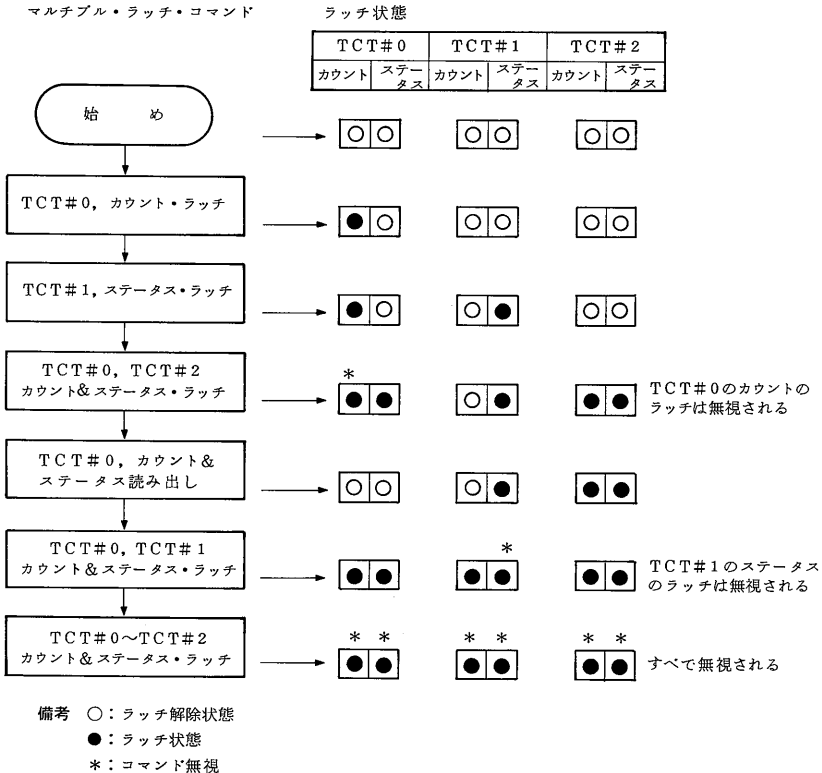 マルチプル・ラッチ・コマンド
ラッチ状態
TCT#0 TCT#1 TCT#2
カウント ステータス カウント ステータス カウント ステータス
始 め
○ ○ ○ ○ ○ ○
TCT#0, カウント・ラッチ
● ○ ○ ○ ○ ○
TCT#1, ステータス・ラッチ
● ○ ○ ● ○ ○
TCT#0, TCT#2
カウント&ステータス・ラッチ
*
● ● ○ ● ● ●
TCT#0のカウントの
ラッチは無視される
TCT#0, カウント&
ステータス読み出し
○ ○ ○ ● ● ●
TCT#0, TCT#1
カウント&ステータス・ラッチ
*
● ● ● ● ● ●
TCT#1のステータス
のラッチは無視される
TCT#0〜TCT#2
カウント&ステータス・ラッチ
* * * * * *
● ● ● ● ● ●
すべて無視される
備考 ○：ラッチ解除状態
●：ラッチ状態
*：コマンド無視